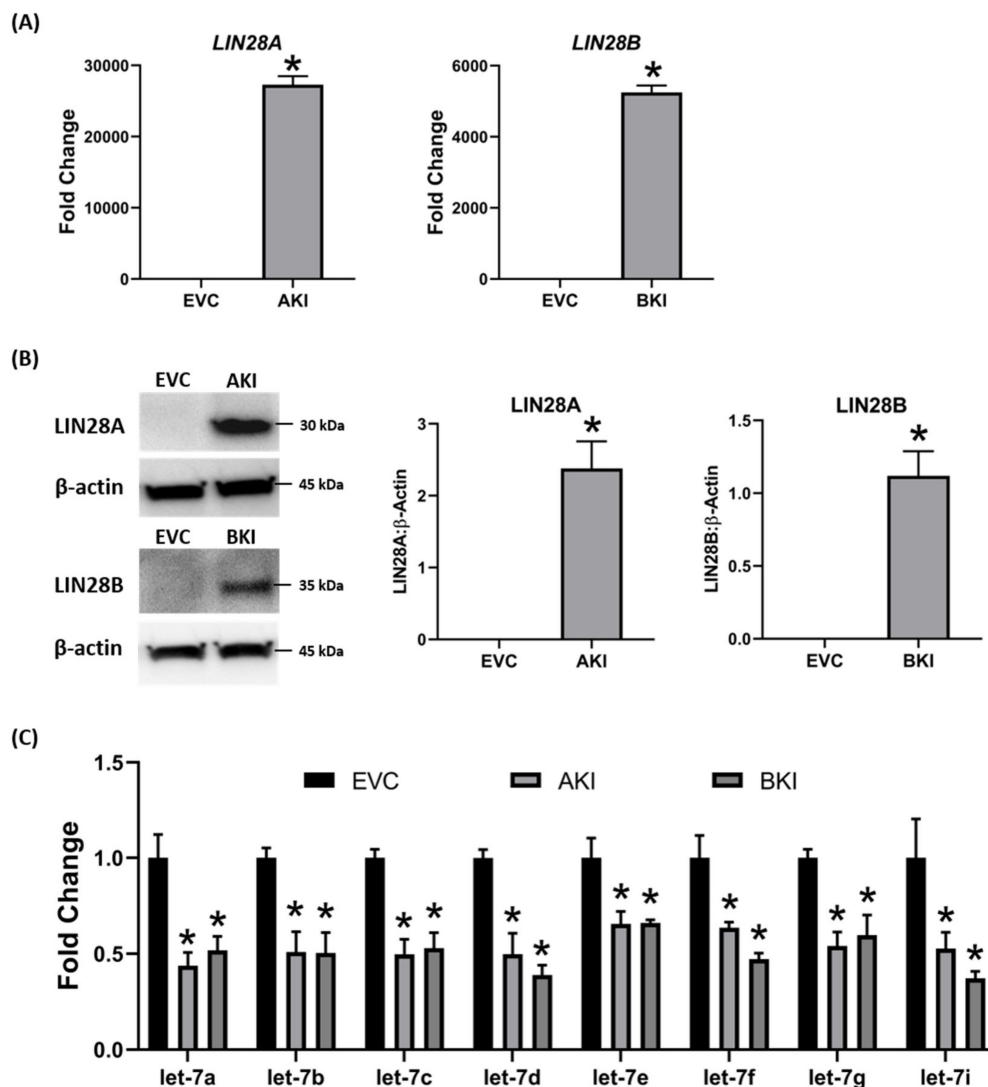 (A)
LIN28A
Fold Change
30000
20000
10000
0
EVC AKI
LIN28B
Fold Change
6000
4000
2000
0
EVC BKI
(B)
EVC AKI
LIN28A
30 kDa
β-actin
45 kDa
EVC BKI
LIN28B
35 kDa
β-actin
45 kDa
LIN28A
LIN28A:β-Actin
3
2
1
0
EVC AKI
LIN28B
LIN28B:β-Actin
1.5
1.0
0.5
0.0
EVC BKI
(C)
Fold Change
1.5
1.0
0.5
0.0
EVC AKI BKI
let-7a let-7b let-7c let-7d let-7e let-7f let-7g let-7i